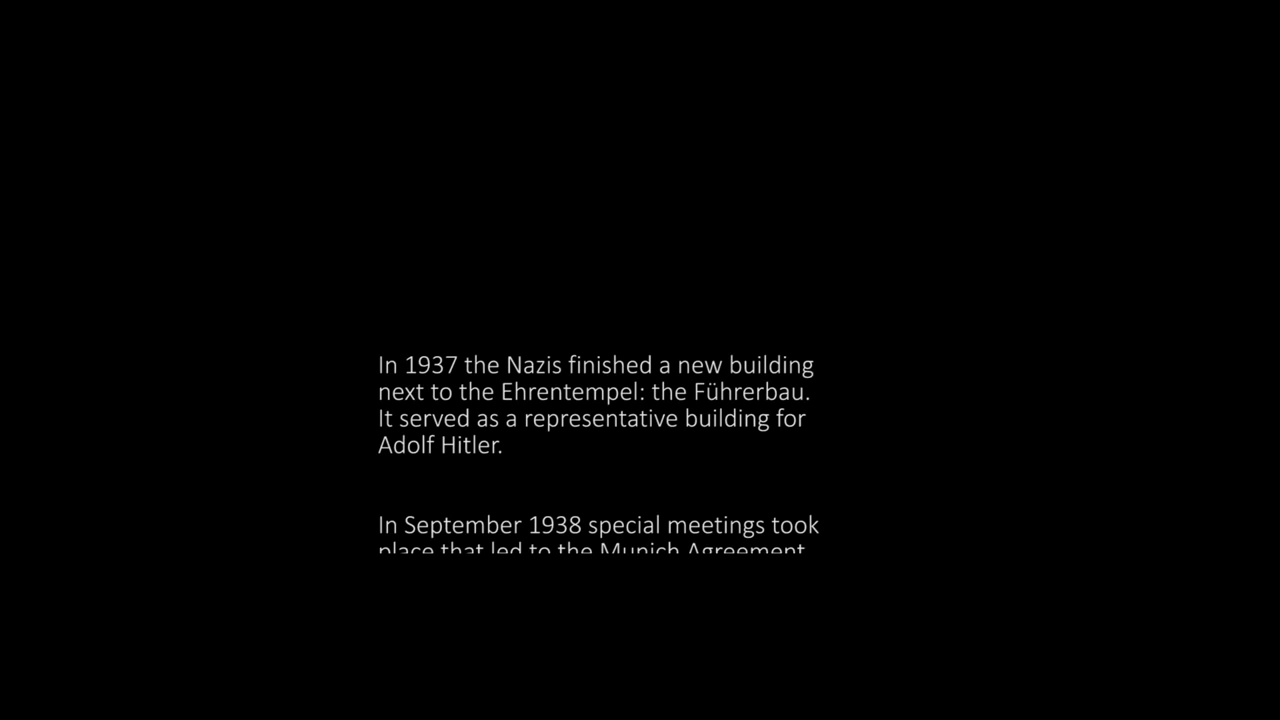 In 1937 the Nazis finished a new building
next to the Ehrentempel: the Führerbau.
It served as a representative building for
Adolf Hitler.
In September 1938 special meetings took
place that led to the Munich Agreement